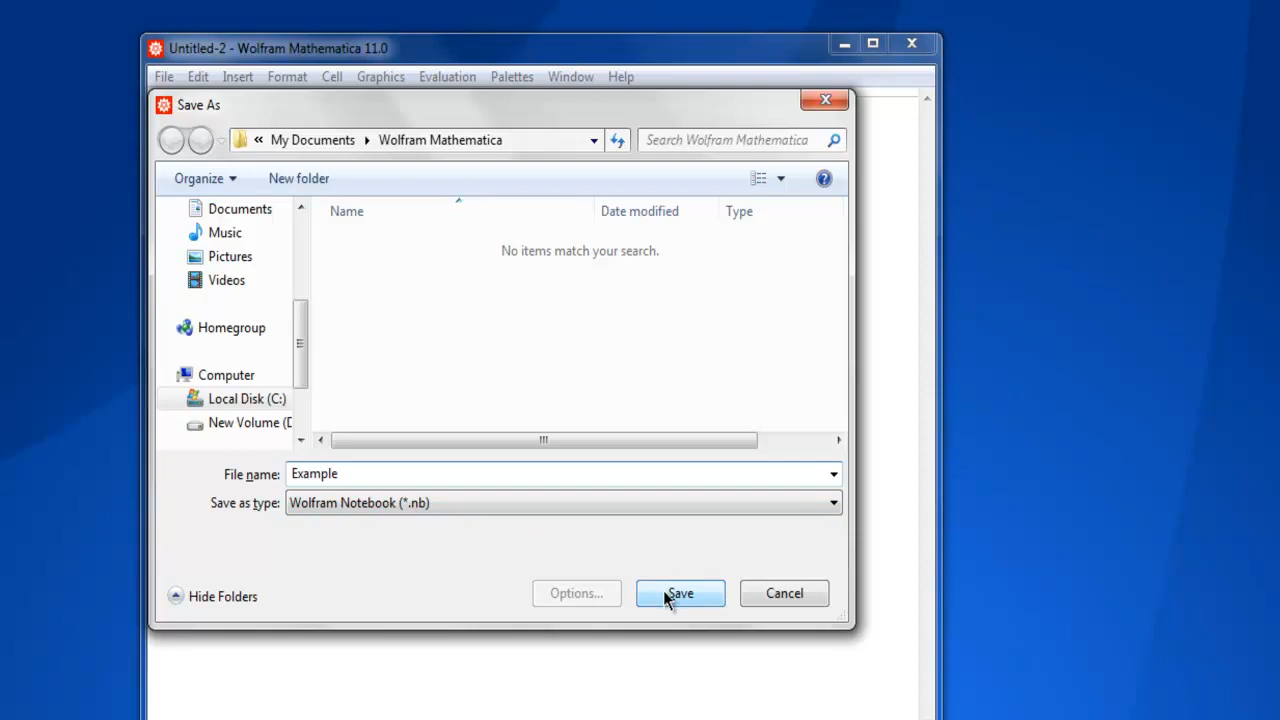 Untitled-2 - Wolfram Mathematica 11.0
File Edit Insert Format Cell Graphics Evaluation Palettes Window Help
Save As
« My Documents Wolfram Mathematica Search Wolfram Mathematica
Organize New folder
Name Date modified Type
Documents
Music
No items match your search.
Pictures
Videos
Homegroup
Computer
Local Disk (C:)
New Volume (D
File name: Example
Save as type: Wolfram Notebook (*.nb)
Hide Folders Options... Save Cancel